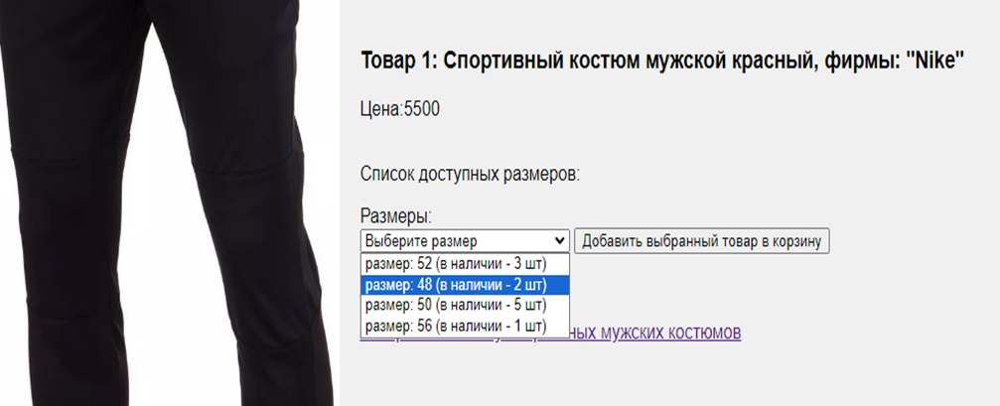 Товар 1: Спортивный костюм мужской красный, фирмы: "Nike"
Цена:5500
Список доступных размеров:
Размеры:
Выберите размер Добавить выбранный товар в корзину
размер: 52 (в наличии - 3 шт)
размер: 48 (в наличии - 2 шт)
размер: 50 (в наличии - 5 шт)
размер: 56 (в наличии - 1 шт)
мужских костюмов